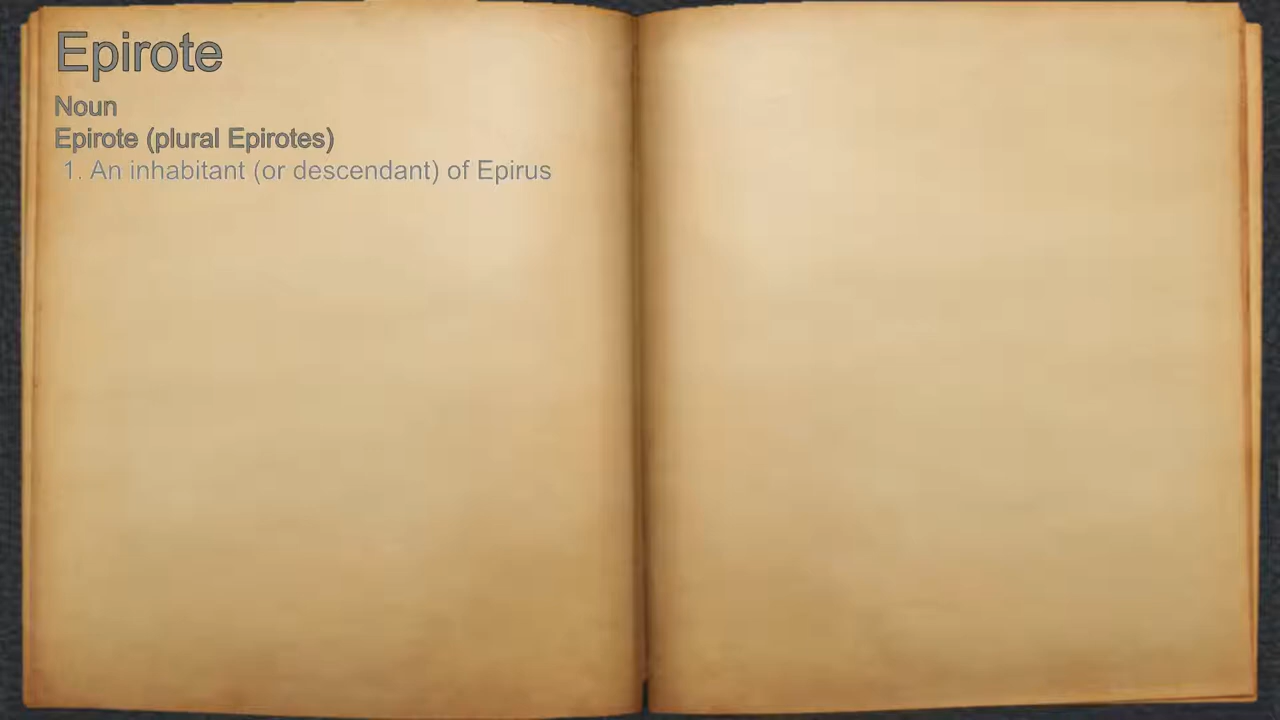 Epirote
Noun
Epirote (plural Epirotes)
1. An inhabitant (or descendant) of Epirus